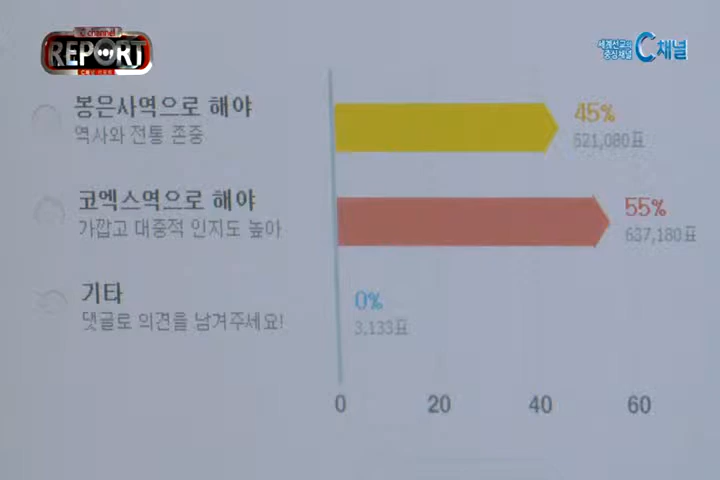 REPORT
세계선교의
중심채널
C채널
봉은사역으로 해야
역사와 전통 존중
45%
521,080표
코엑스역으로 해야
가깝고 대중적 인지도 높아
55%
637,180표
기타
댓글로 의견을 남겨주세요!
0%
3,133표
0 20 40 60